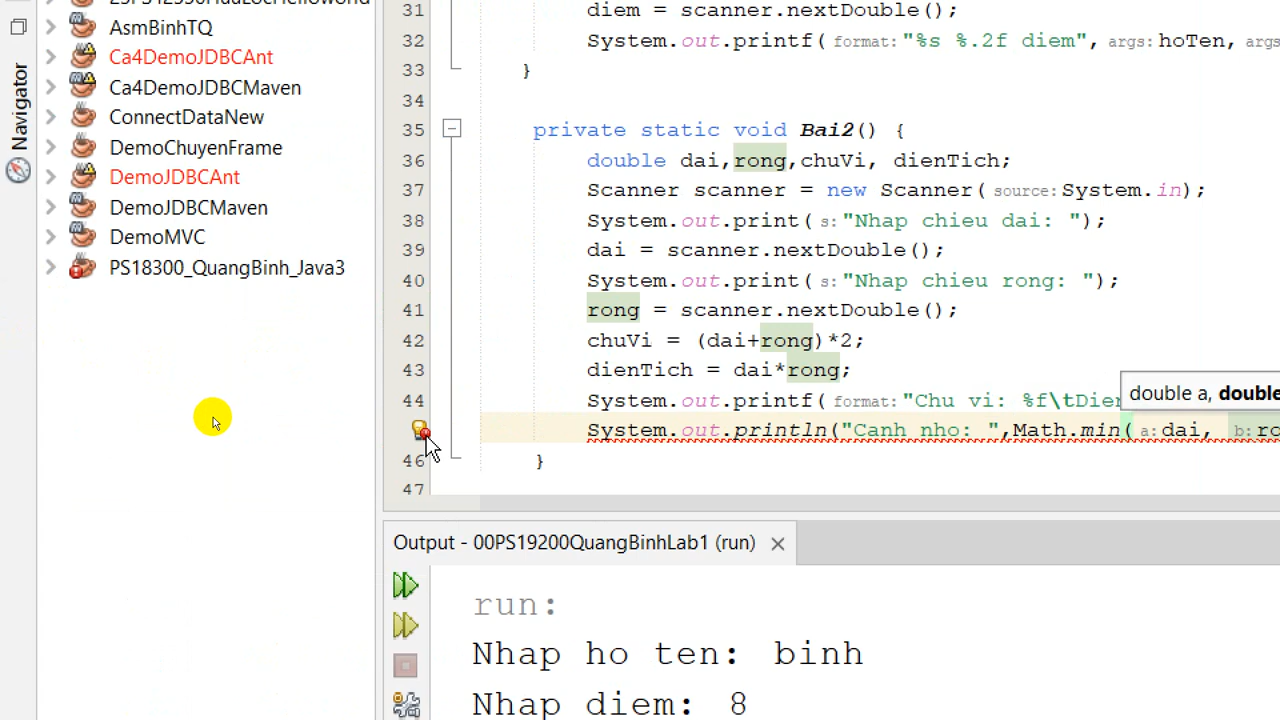 Navigator
AsmBinhTQ
Ca4DemoJDBCAnt
Ca4DemoJDBCMaven
ConnectDataNew
DemoChuyenFrame
DemoJDBCAnt
DemoJDBCMaven
DemoMVC
PS18300_QuangBinh_Java3
31 diem = scanner.nextDouble();
32 System.out.printf( format: "%s %.2f diem", args: hoTen, args
33 }
34
35 private static void Bai2() {
36 double dai,rong,chuVi, dienTich;
37 Scanner scanner = new Scanner( source: System.in);
38 System.out.print( s: "Nhap chieu dai: ");
39 dai = scanner.nextDouble();
40 System.out.print( s: "Nhap chieu rong: ");
41 rong = scanner.nextDouble();
42 chuVi = (dai+rong)*2;
43 dienTich = dai*rong;
double a, double
44 System.out.printf( format: "Chu vi: %f\tDien
System.out.println("Canh nho: ",Math.min( a: dai, b: ro
46 }
47
Output - 00PS19200QuangBinhLab1 (run)
run:
Nhap ho ten: binh
Nhap diem: 8